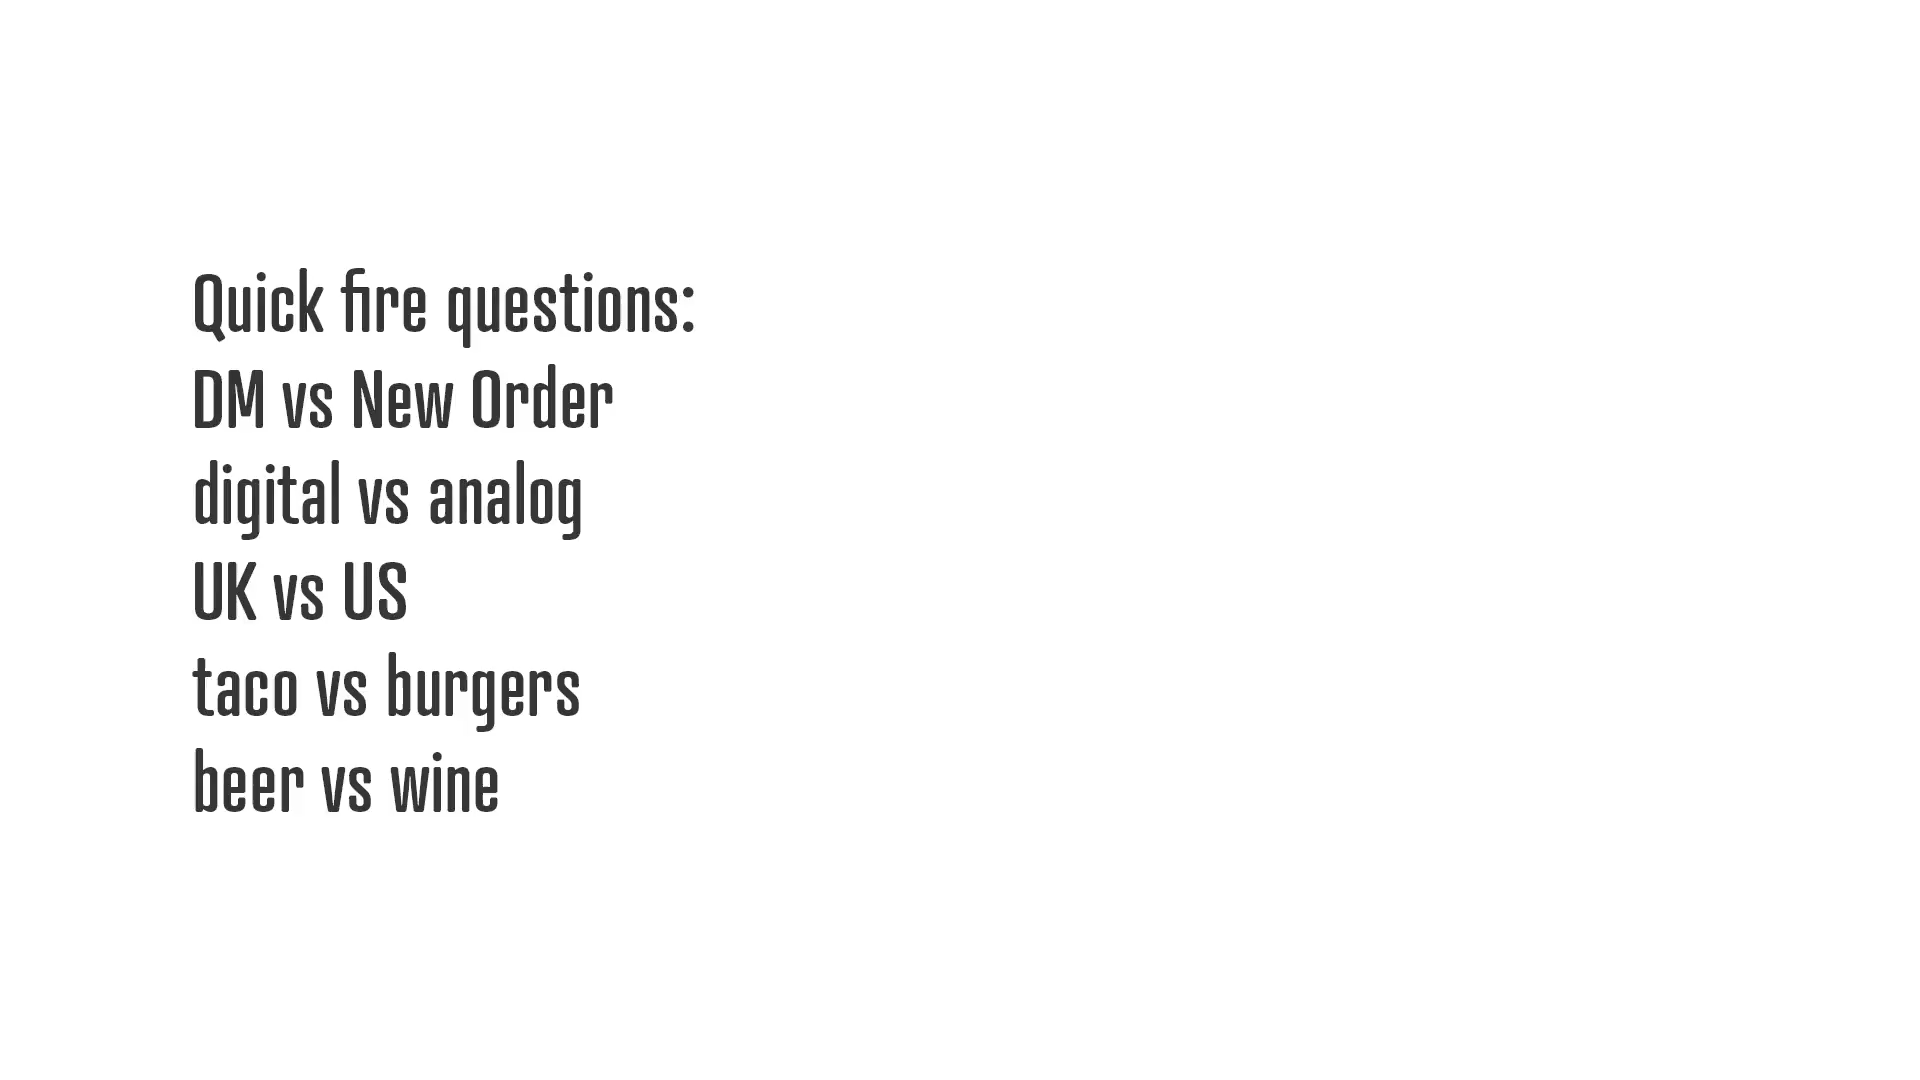 Quick fire questions:
DM vs New Order
digital vs analog
UK vs US
taco vs burgers
beer vs wine